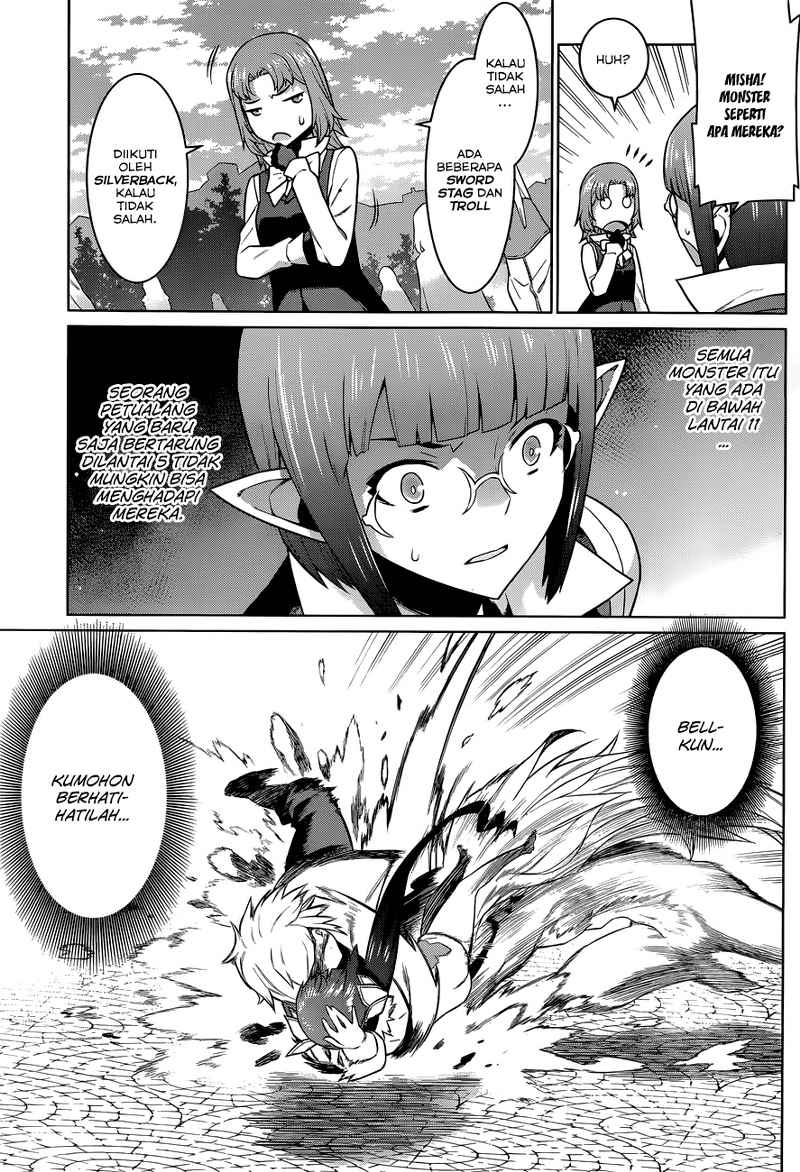 MISHA!
MONSTER
SEPERTI
APA MEREKA?
HUH?
KALAU
TIDAK
SALAH
...
ADA
BEBERAPA
SWORD
STAG DAN
TROLL
DIIKUTI
OLEH
SILVERBACK,
KALAU
TIDAK
SALAH.
SEMUA
MONSTER ITU
YANG ADA
DI BAWAH
LANTAI 11
...
SEORANG
PETUALANG
YANG BARU
SAJA BERTARUNG
DILANTAI 5 TIDAK
MUNGKIN BISA
MENGHADAPI
MEREKA.
BELL-
KUN...
KUMOHON
BERHATI-
HATILAH...